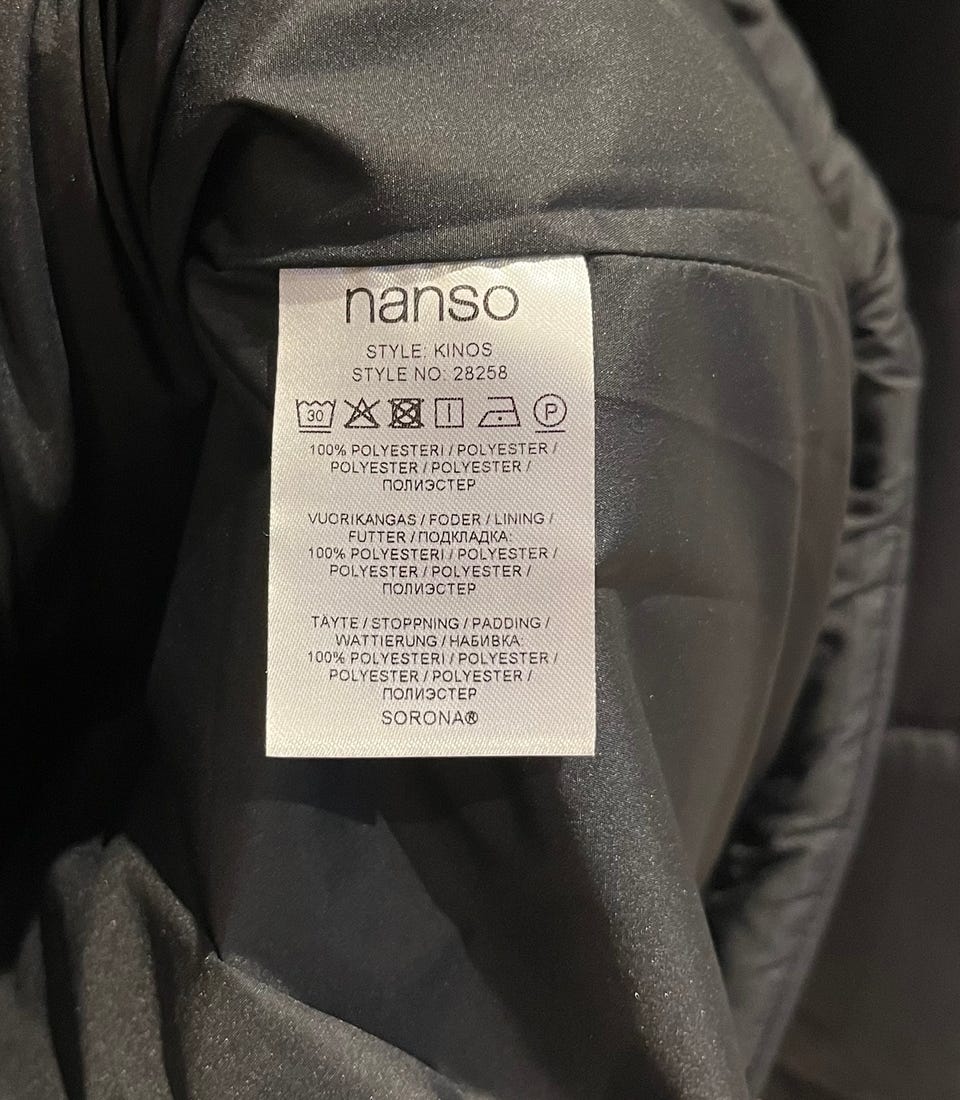 nanso
STYLE: KINOS
STYLE NO: 28258
30 P
100% POLYESTERI / POLYESTER /
POLYESTER / POLYESTER /
ПОЛИЭСТЕР
VUORIKANGAS / FODER / LINING /
FUTTER / ПОДКЛАДКА:
100% POLYESTERI / POLYESTER /
POLYESTER / POLYESTER /
ПОЛИЭСТЕР
TÄYTE / STOPPNING / PADDING /
WATTIERUNG / НАБИВКА:
100% POLYESTERI / POLYESTER /
POLYESTER / POLYESTER /
ПОЛИЭСТЕР
SORONA®